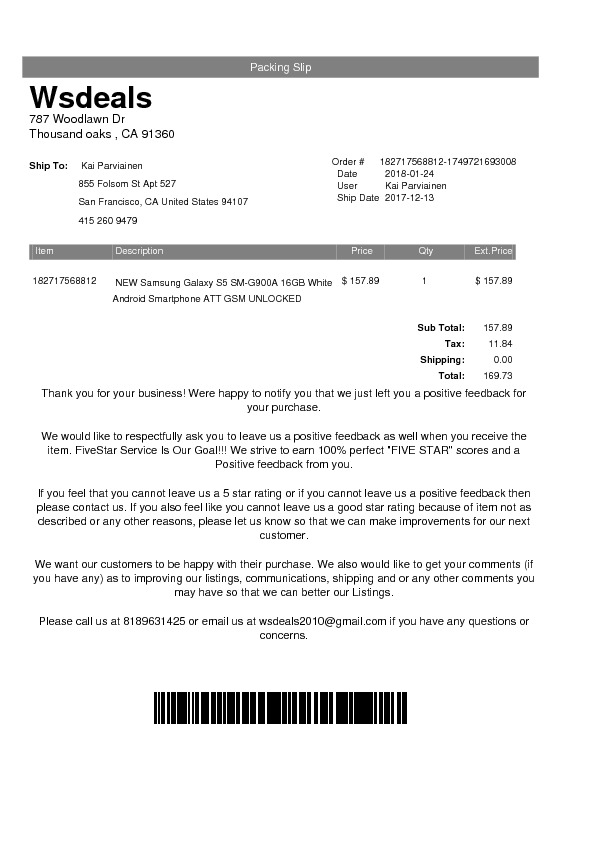 Packing Slip
Wsdeals
787 Woodlawn Dr
Thousand oaks , CA 91360
Ship To: Kai Parviainen
855 Folsom St Apt 527
San Francisco, CA United States 94107
415 260 9479
Order # 182717568812-1749721693008
Date 2018-01-24
User Kai Parviainen
Ship Date 2017-12-13
Item Description Price Qty Ext.Price
182717568812 NEW Samsung Galaxy S5 SM-G900A 16GB White $ 157.89 1 $ 157.89
Android Smartphone ATT GSM UNLOCKED
Sub Total: 157.89
Tax: 11.84
Shipping: 0.00
Total: 169.73
Thank you for your business! Were happy to notify you that we just left you a positive feedback for
your purchase.
We would like to respectfully ask you to leave us a positive feedback as well when you receive the
item. FiveStar Service Is Our Goal!!! We strive to earn 100% perfect "FIVE STAR" scores and a
Positive feedback from you.
If you feel that you cannot leave us a 5 star rating or if you cannot leave us a positive feedback then
please contact us. If you also feel like you cannot leave us a good star rating because of item not as
described or any other reasons, please let us know so that we can make improvements for our next
customer.
We want our customers to be happy with their purchase. We also would like to get your comments (if
you have any) as to improving our listings, communications, shipping and or any other comments you
may have so that we can better our Listings.
Please call us at 8189631425 or email us at wsdeals2010@gmail.com if you have any questions or
concerns.